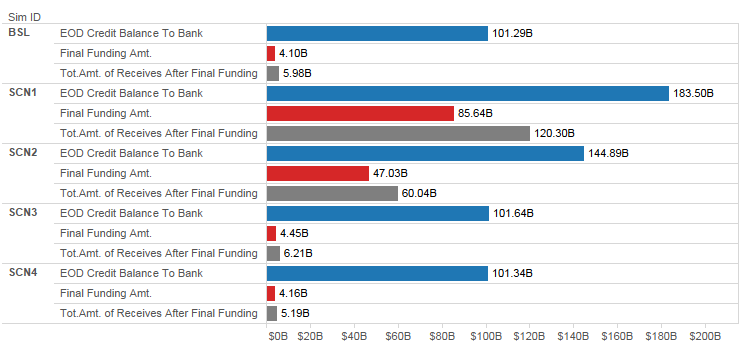 Sim ID
BSL EOD Credit Balance To Bank 101.29B
Final Funding Amt. 4.10B
Tot.Amt. of Receives After Final Funding 5.98B
SCN1 EOD Credit Balance To Bank 183.50B
Final Funding Amt. 85.64B
Tot.Amt. of Receives After Final Funding 120.30B
SCN2 EOD Credit Balance To Bank 144.89B
Final Funding Amt. 47.03B
Tot.Amt. of Receives After Final Funding 60.04B
SCN3 EOD Credit Balance To Bank 101.64B
Final Funding Amt. 4.45B
Tot.Amt. of Receives After Final Funding 6.21B
SCN4 EOD Credit Balance To Bank 101.34B
Final Funding Amt. 4.16B
Tot.Amt. of Receives After Final Funding 5.19B
$0B $20B $40B $60B $80B $100B $120B $140B $160B $180B $200B